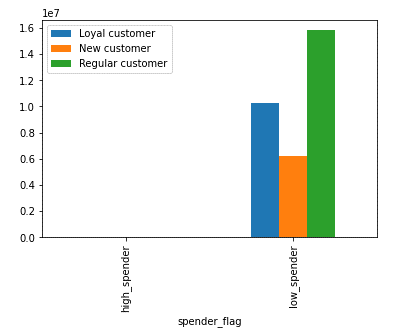 1e7
Loyal customer
New customer
Regular customer
1.6
1.4
1.2
1.0
0.8
0.6
0.4
0.2
0.0
high_spender
low_spender
spender_flag